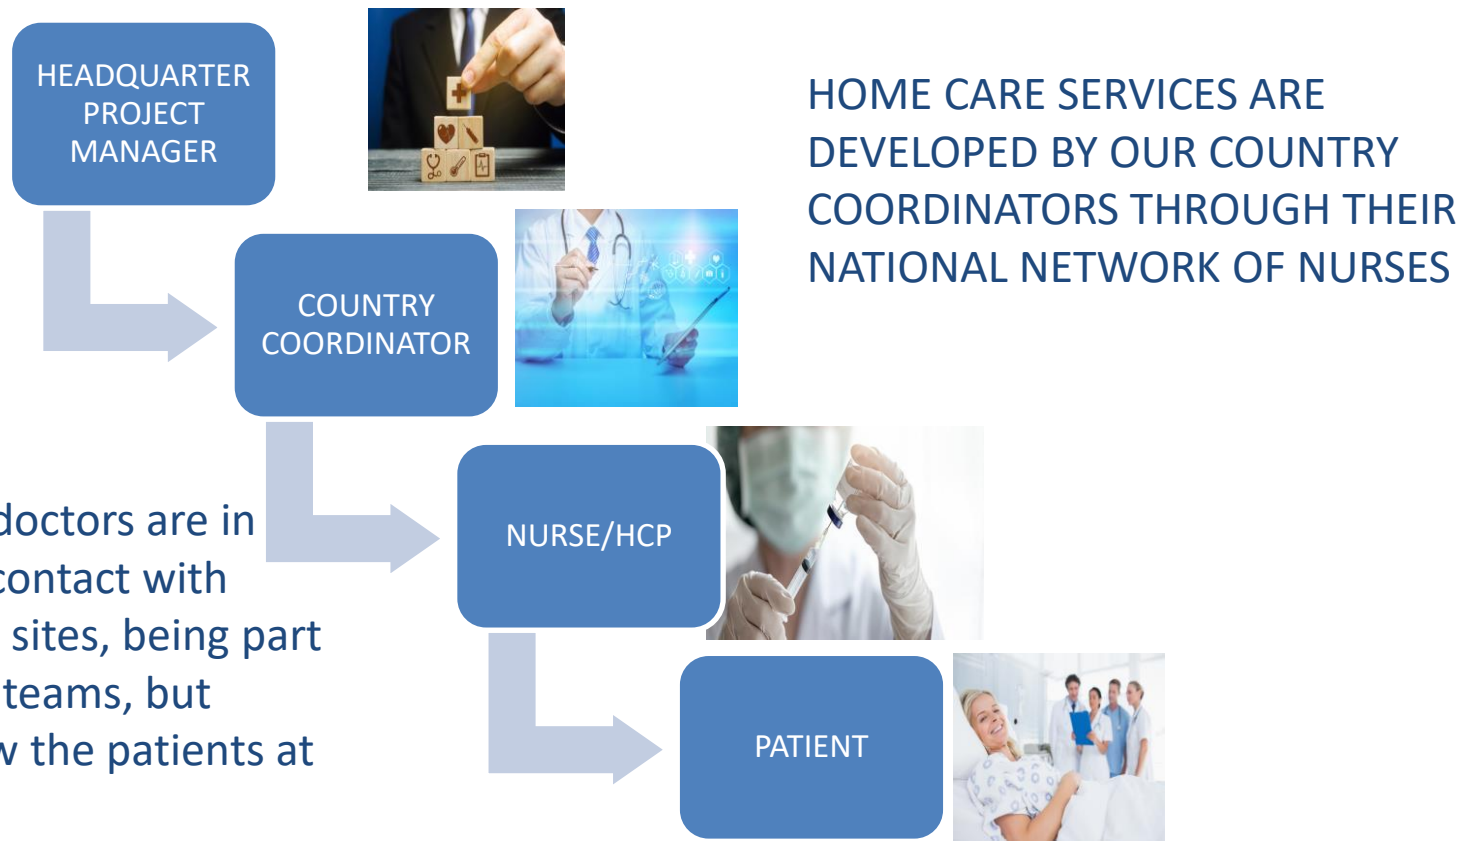 HEADQUARTER
PROJECT
MANAGER
HOME CARE SERVICES ARE
DEVELOPED BY OUR COUNTRY
COORDINATORS THROUGH THEIR
NATIONAL NETWORK OF NURSES
COUNTRY
COORDINATOR
doctors are in
contact with
sites, being part
teams, but
the patients at
NURSE/HCP
PATIENT